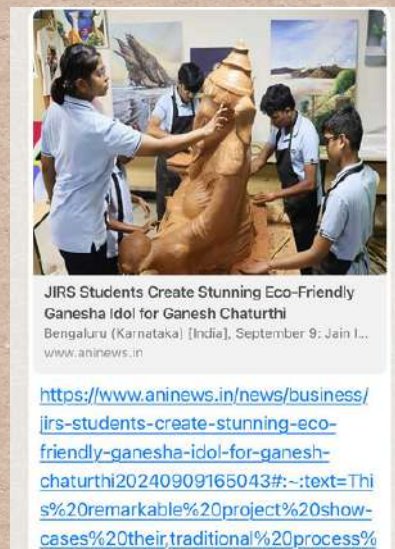 JIRS Students Create Stunning Eco-Friendly
Ganesha Idol for Ganesh Chaturthi
Bengaluru (Karnataka) [India], September 9: Jain I...
www.aninews.in
https://www.aninews.in/news/business/
jirs-students-create-stunning-eco-
friendly-ganesha-idol-for-ganesh-
chaturthi20240909165043#:~:text=Thi
s%20remarkable%20project%20show-
cases%20their,traditional%20process%